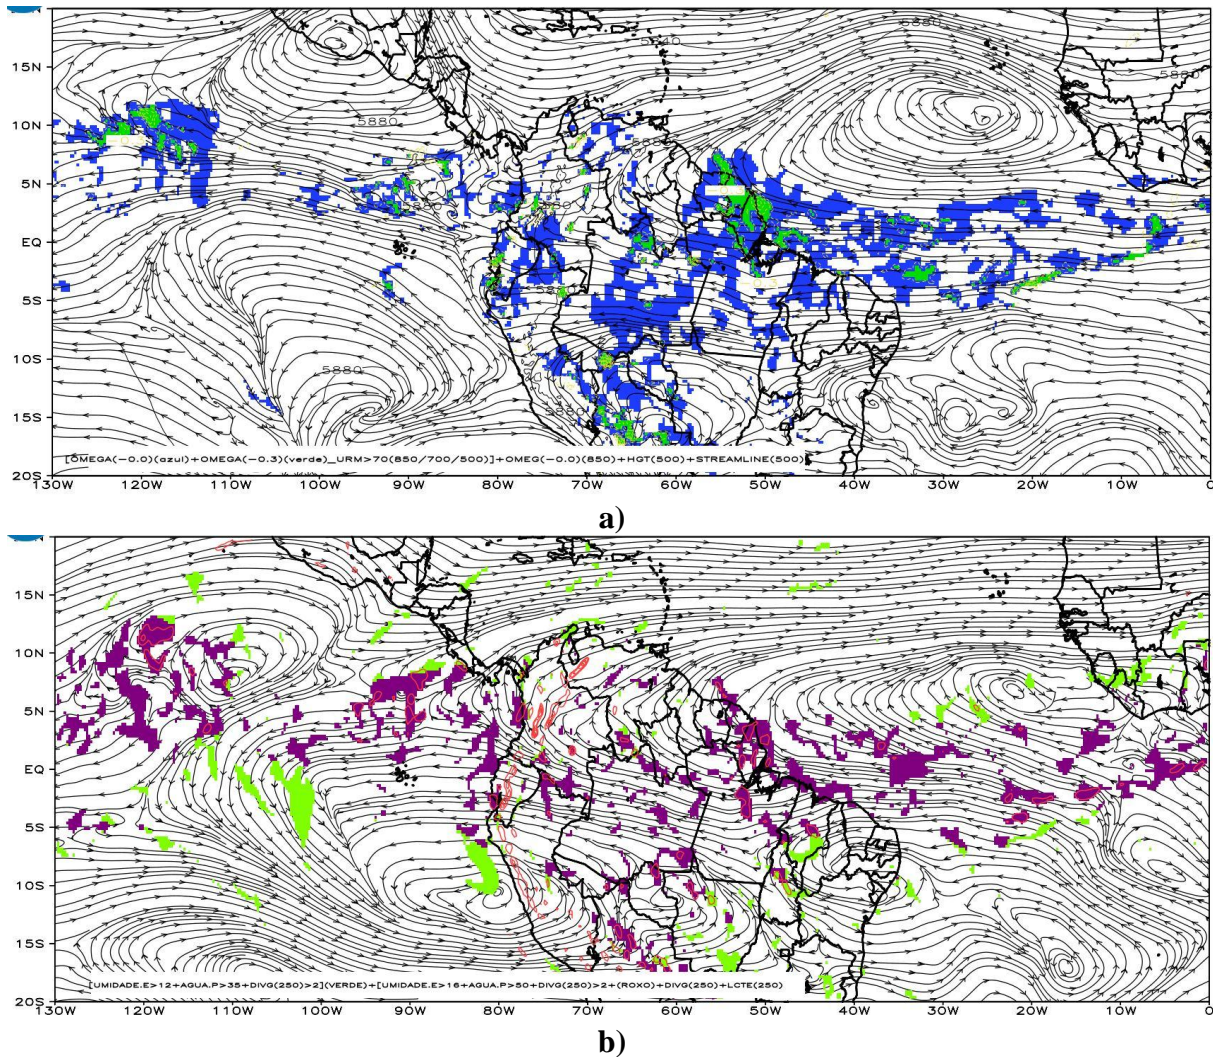 5880
5840
5880
15N
5880
10N
5880
5N
EQ
5S
10S
5880
15S
5880
[OMEGA(-0.0)(azul)+OMEGA(-0.3)(verde)_URM>70(850/700/500)]+OMEG(-0.0)(850)+HGT(500)+STREAMLINE(500)
20S
130W 120W 110W 100W 90W 80W 70W 60W 50W 40W 30W 20W 10W 0
a)
15N
10N
5N
EQ
5S
10S
15S
[UMIDADE.E>12+AGUA.P>35+DIVG(250)>2](VERDE)+[UMIDADE.E>16+AGUA.P>50+DIVG(250)>2+(ROXO)+DIVG(250)+LCTE(250)
20S
130W 120W 110W 100W 90W 80W 70W 60W 50W 40W 30W 20W 10W 0
b)